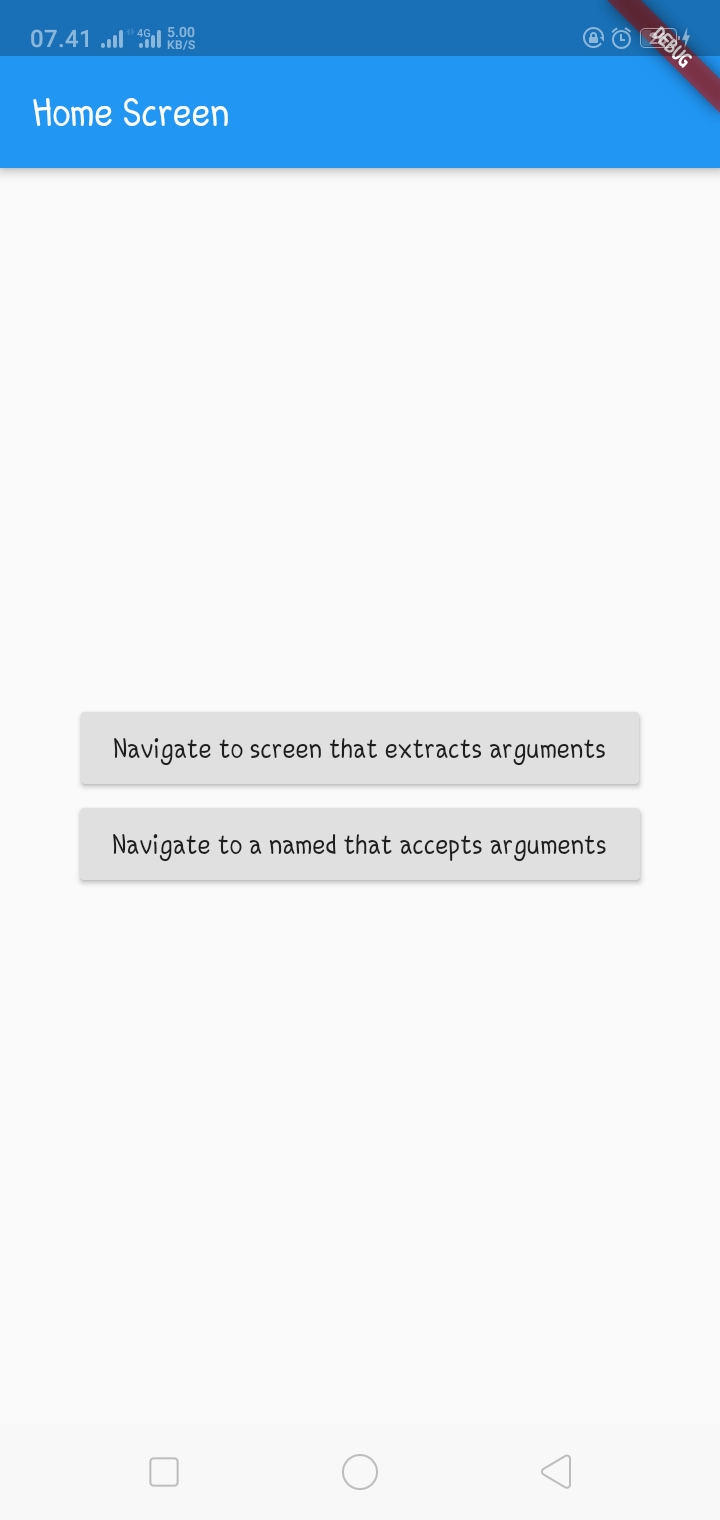 07.41 4G 5.00
KB/S
DEBUG
Home Screen
Navigate to screen that extracts arguments
Navigate to a named that accepts arguments